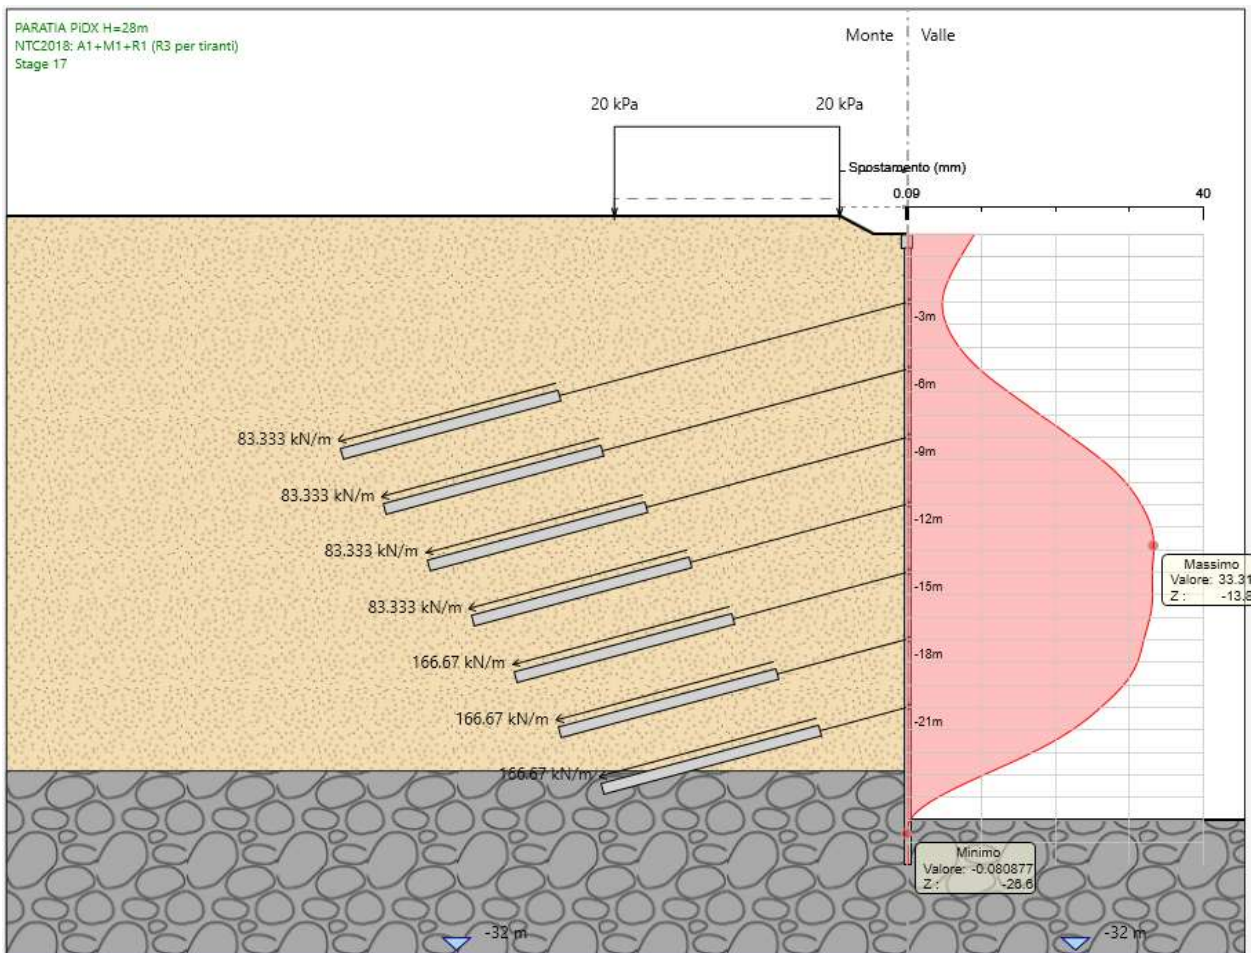 PARATIA PiDX H=28m
NTC2018: A1+M1+R1 (R3 per tiranti)
Stage 17
Monte
Valle
20 kPa
20 kPa
Spostamento (mm)
0.09
40
-3m
-6m
83.333 kN/m
-9m
83.333 kN/m
-12m
83.333 kN/m
Massimo
Valore: 33.31
Z : -13.8
-15m
83.333 kN/m
-18m
166.67 kN/m
166.67 kN/m
-21m
166.67 kN/m
Minimo
Valore: -0.080877
Z : -26.6
-32 m
-32 m